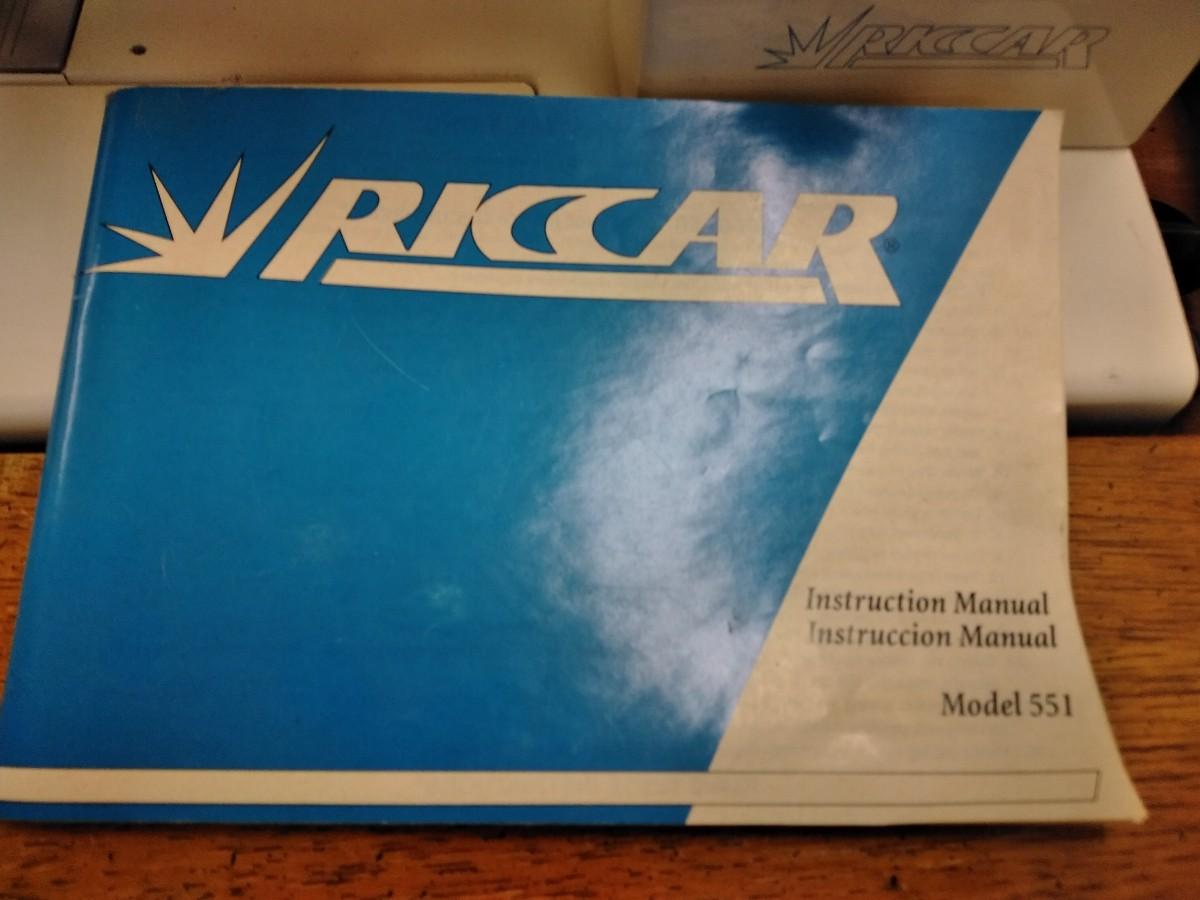 RICCAR
RICCAR®
Instruction Manual
Instruccion Manual
Model 551